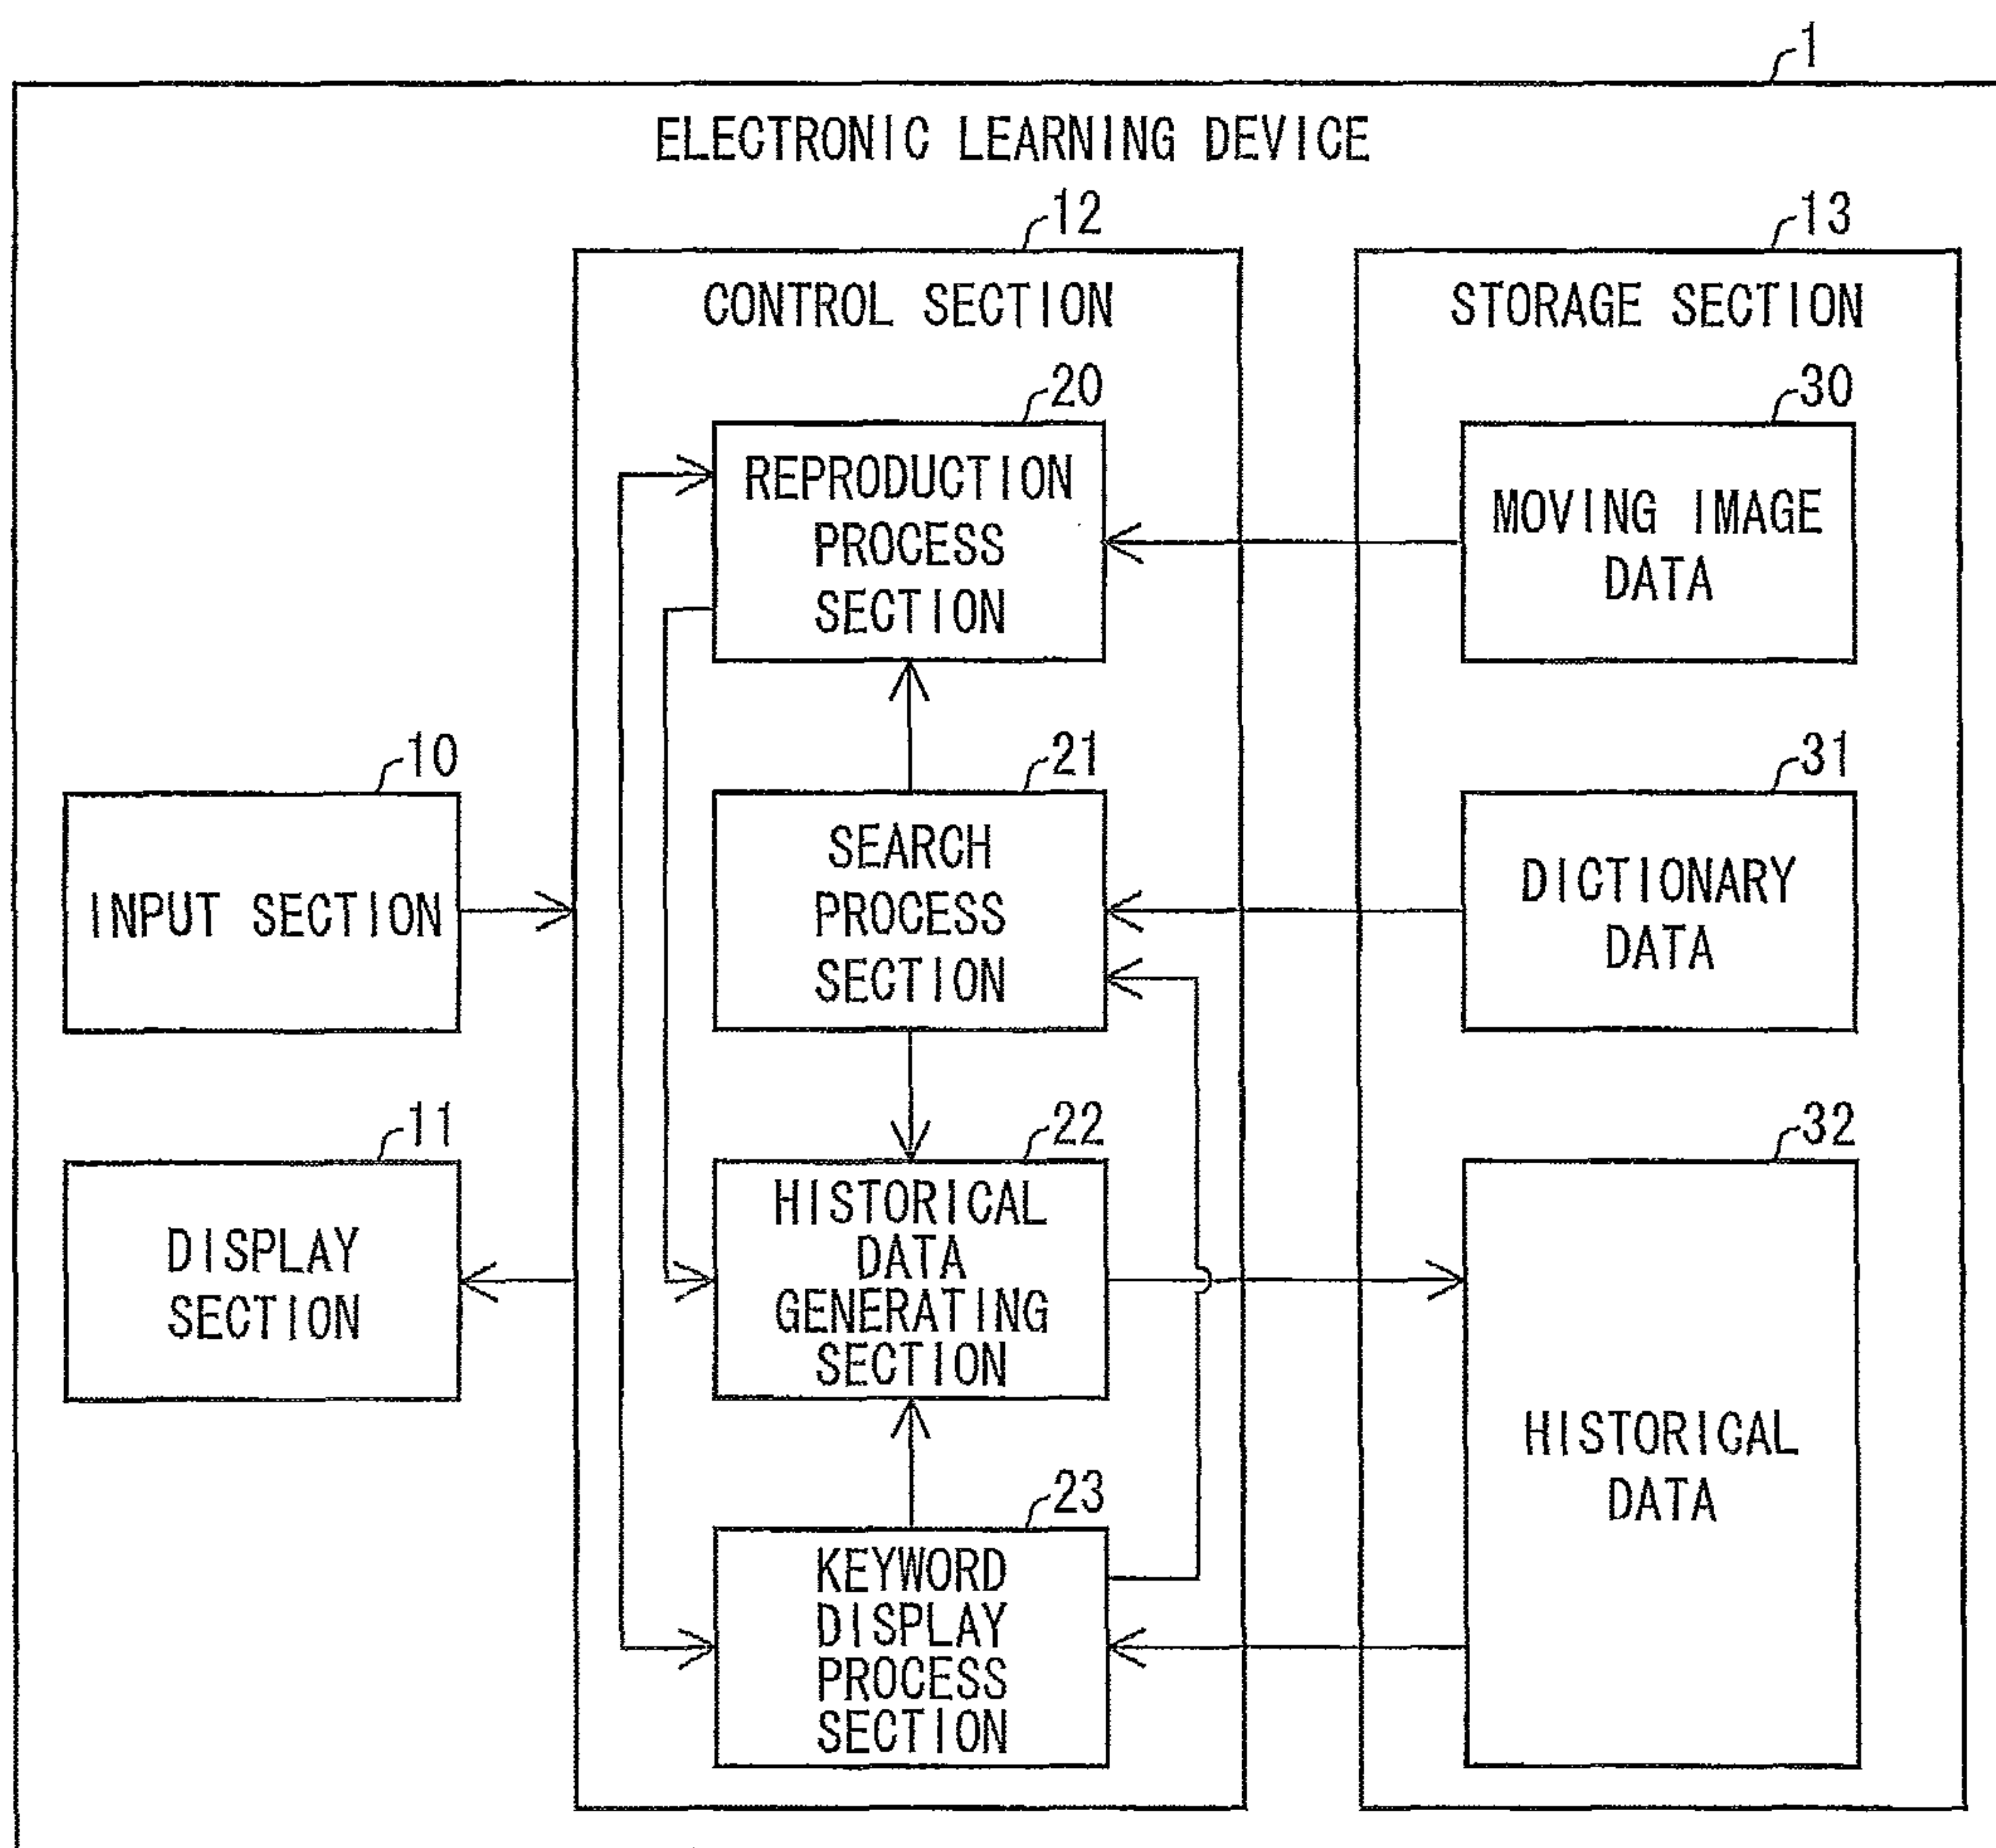 1
ELECTRONIC LEARNING DEVICE
12
13
CONTROL SECTION
STORAGE SECTION
20
30
REPRODUCTION
PROCESS
SECTION
MOVING IMAGE
DATA
10
21
31
INPUT SECTION
SEARCH
PROCESS
SECTION
DICTIONARY
DATA
11
22
32
DISPLAY
SECTION
HISTORICAL
DATA
GENERATING
SECTION
HISTORICAL
DATA
23
KEYWORD
DISPLAY
PROCESS
SECTION